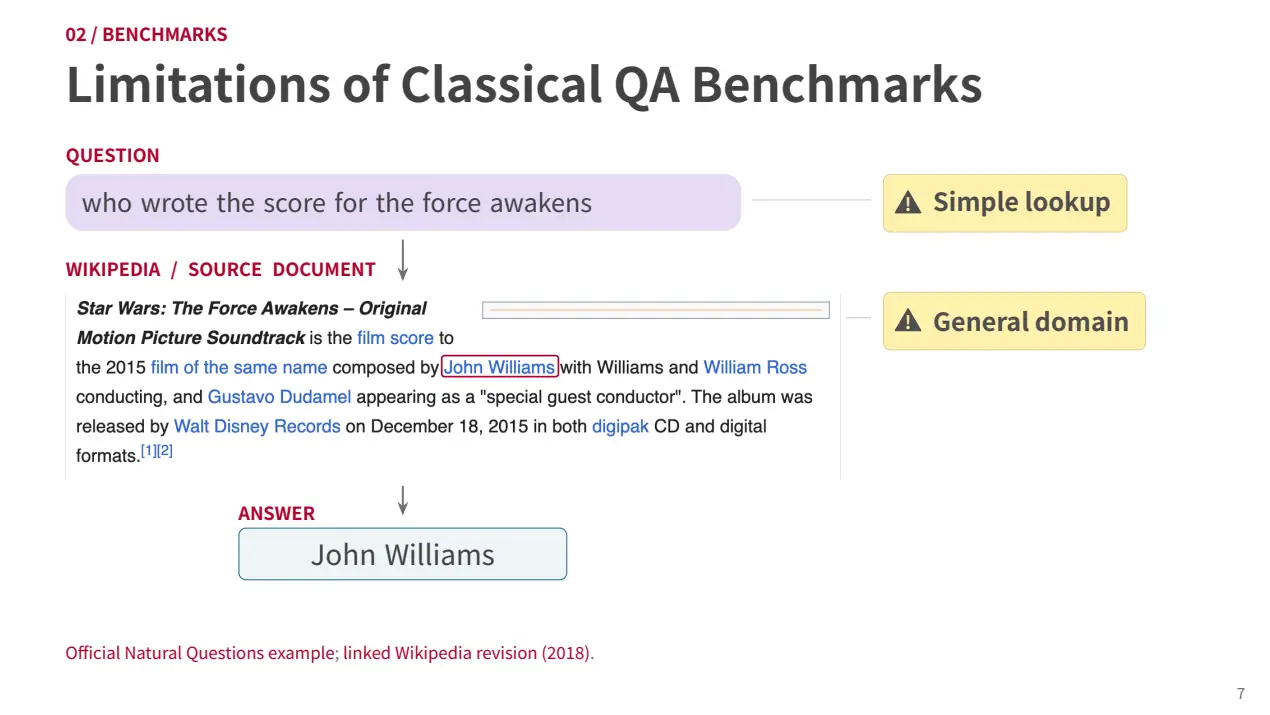 02 / BENCHMARKS
Limitations of Classical QA Benchmarks
QUESTION
who wrote the score for the force awakens
Simple lookup
WIKIPEDIA / SOURCE DOCUMENT
Star Wars: The Force Awakens – Original
Motion Picture Soundtrack is the film score to
the 2015 film of the same name composed by John Williams with Williams and William Ross
conducting, and Gustavo Dudamel appearing as a "special guest conductor". The album was
released by Walt Disney Records on December 18, 2015 in both digipak CD and digital
formats.[1][2]
General domain
ANSWER
John Williams
Official Natural Questions example; linked Wikipedia revision (2018).
7